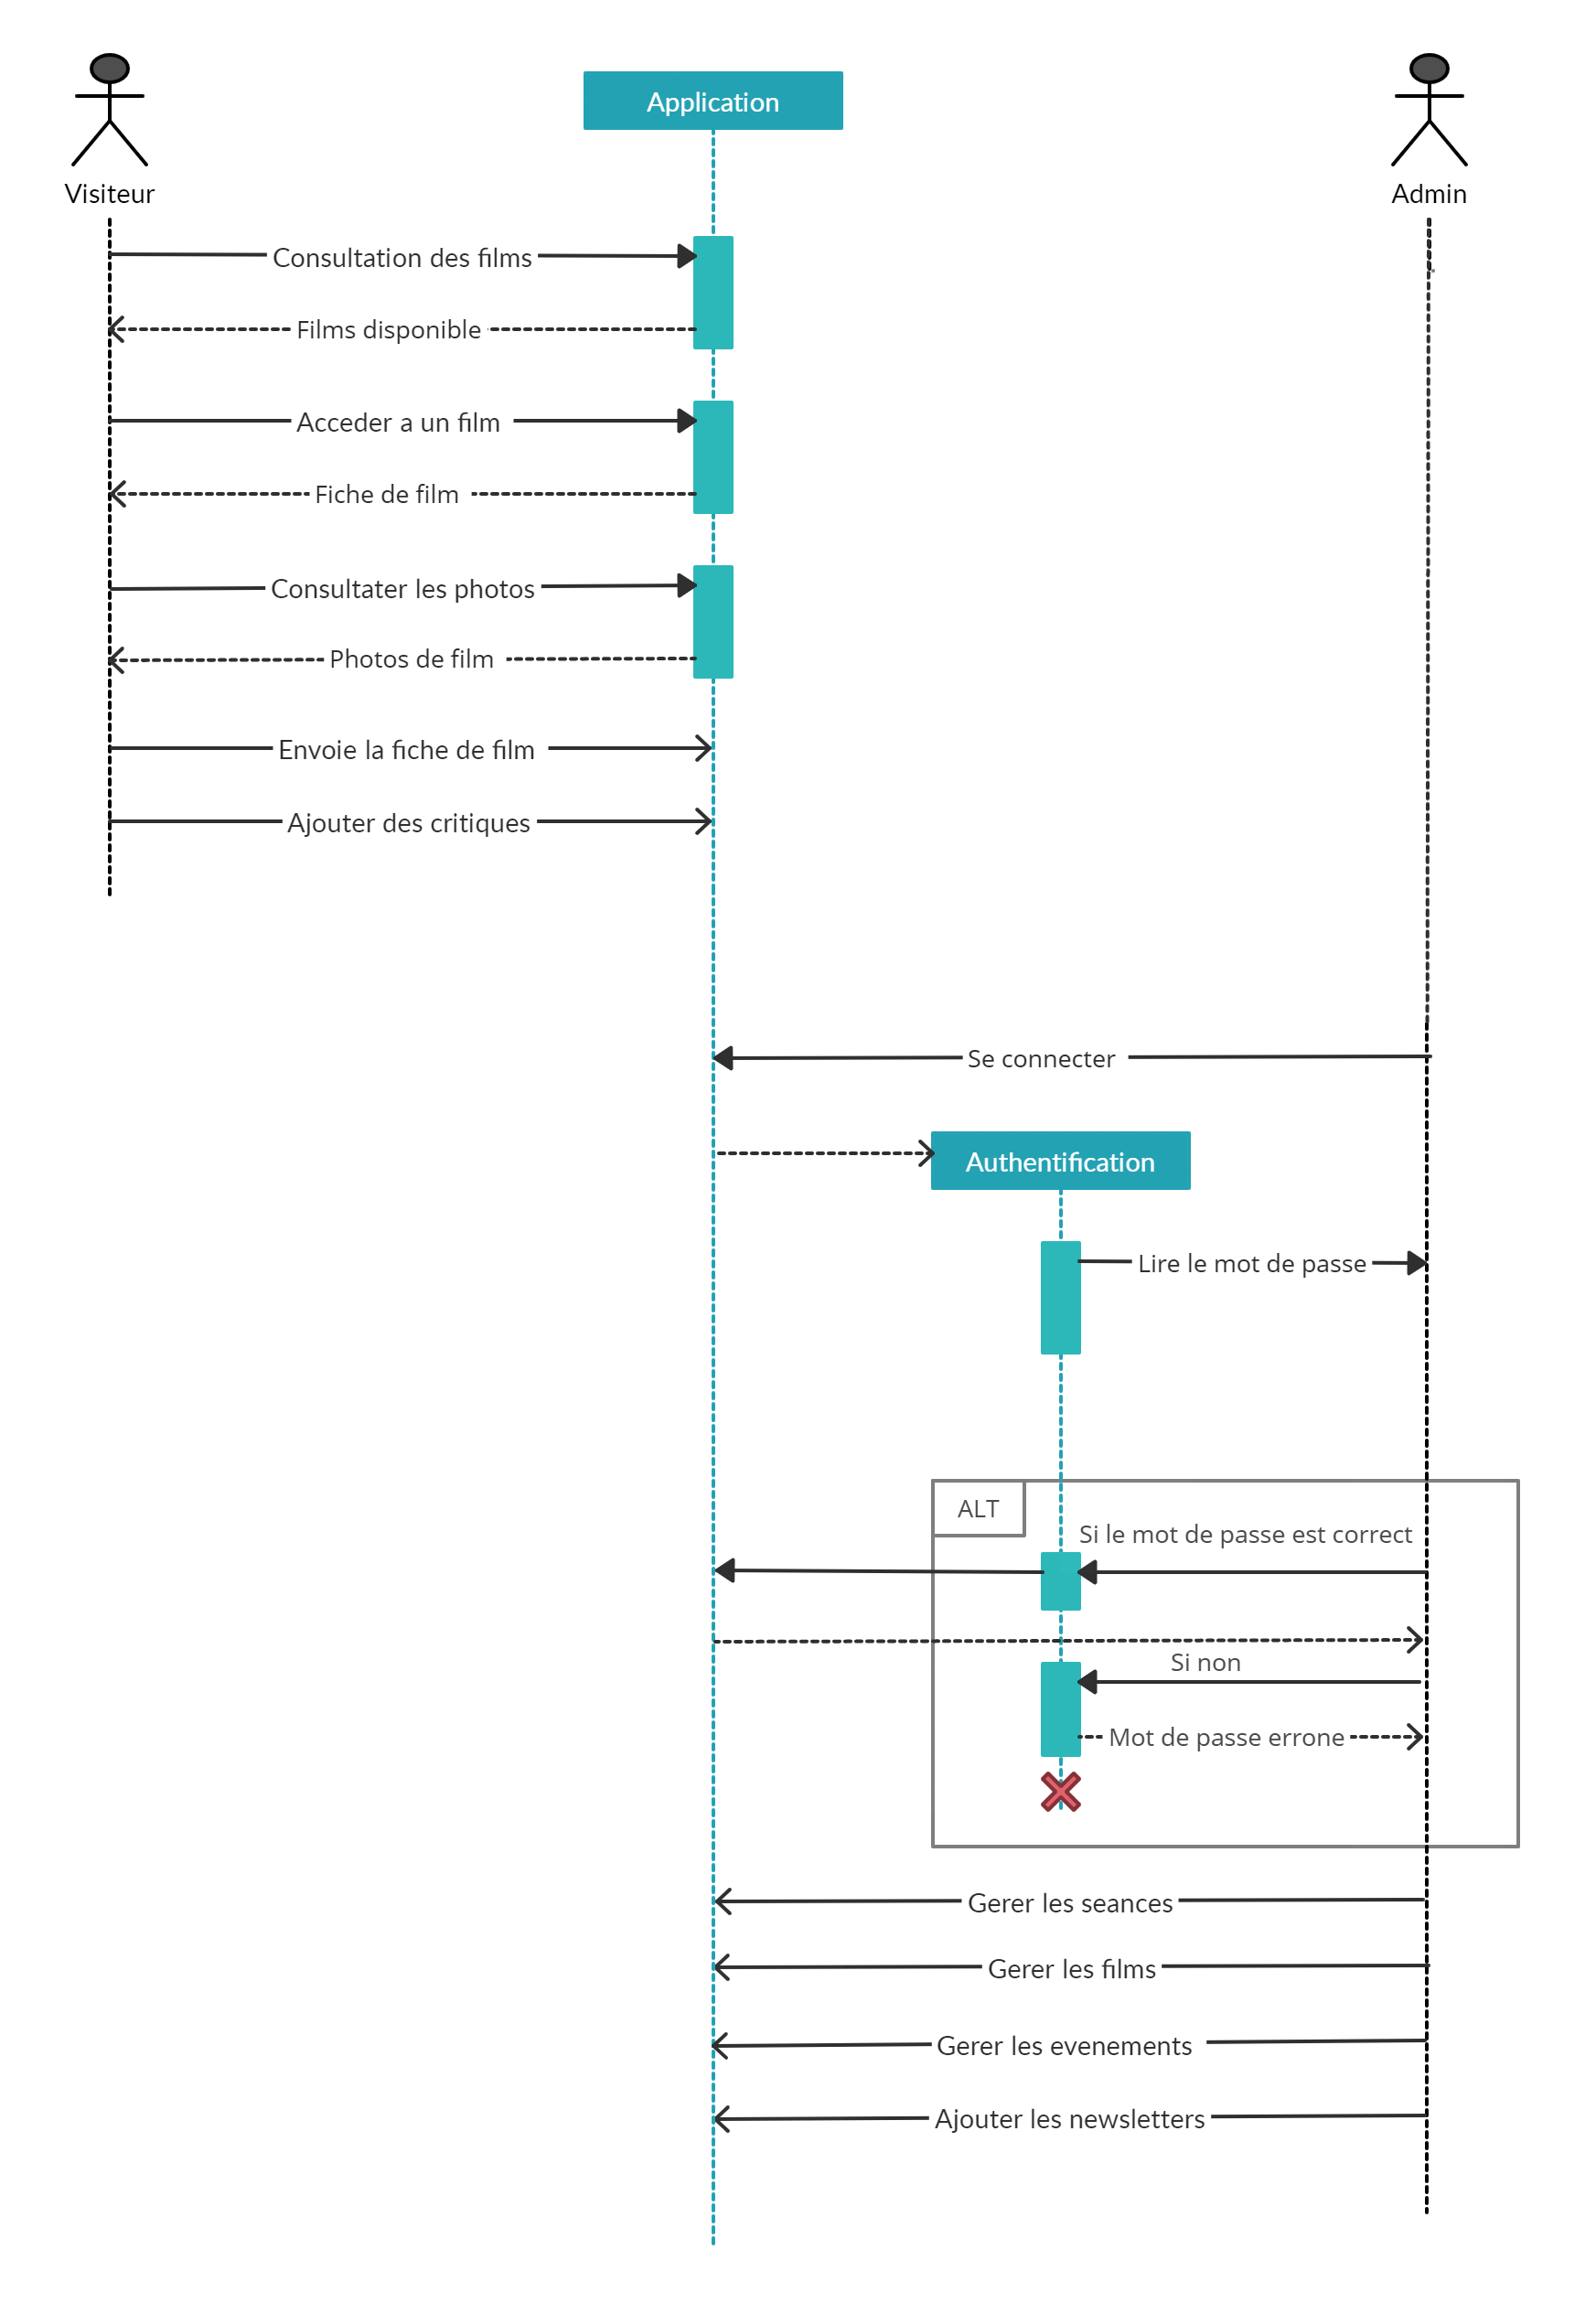 Application
Visiteur
Admin
Consultation des films
Films disponible
Acceder a un film
Fiche de film
Consultater les photos
Photos de film
Envoie la fiche de film
Ajouter des critiques
Se connecter
Authentification
Lire le mot de passe
ALT
Si le mot de passe est correct
Si non
Mot de passe errone
Gerer les seances
Gerer les films
Gerer les evenements
Ajouter les newsletters